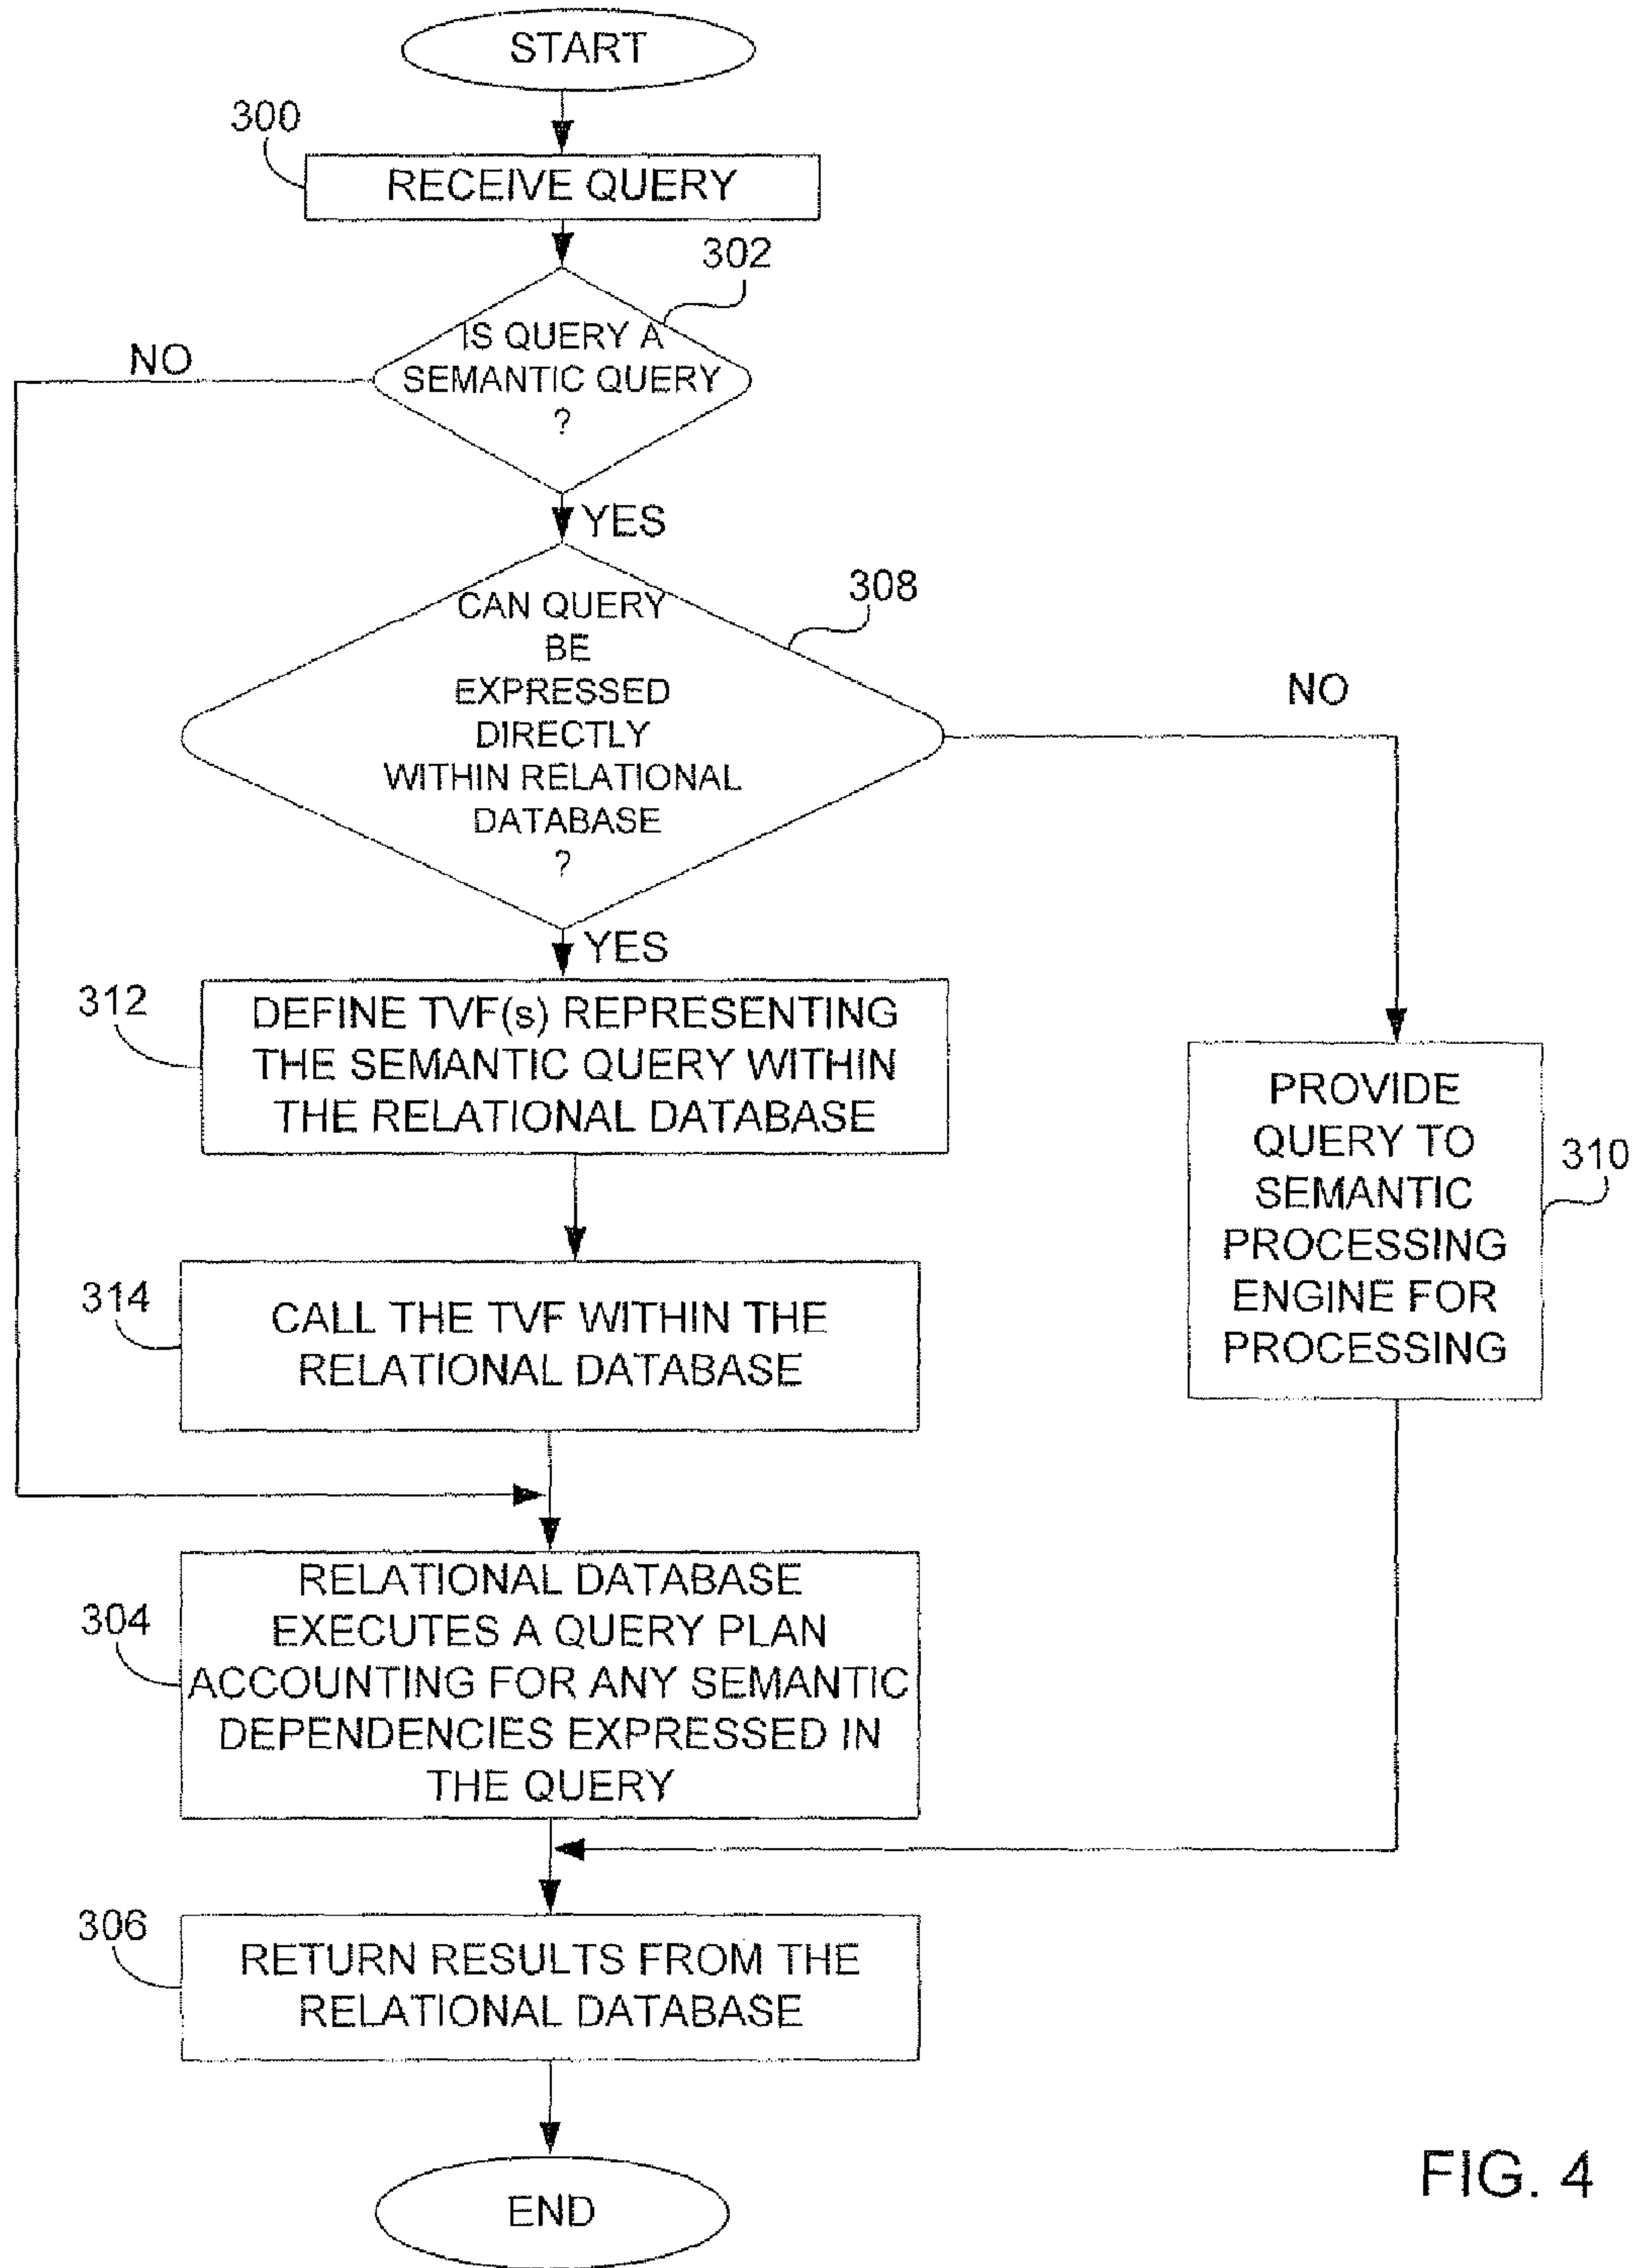 START
300
RECEIVE QUERY
302
IS QUERY A
SEMANTIC QUERY
?
NO
YES
308
CAN QUERY
BE
EXPRESSED
DIRECTLY
WITHIN RELATIONAL
DATABASE
?
NO
YES
312
DEFINE TVF(s) REPRESENTING
THE SEMANTIC QUERY WITHIN
THE RELATIONAL DATABASE
310
PROVIDE
QUERY TO
SEMANTIC
PROCESSING
ENGINE FOR
PROCESSING
314
CALL THE TVF WITHIN THE
RELATIONAL DATABASE
304
RELATIONAL DATABASE
EXECUTES A QUERY PLAN
ACCOUNTING FOR ANY SEMANTIC
DEPENDENCIES EXPRESSED IN
THE QUERY
306
RETURN RESULTS FROM THE
RELATIONAL DATABASE
END
FIG. 4